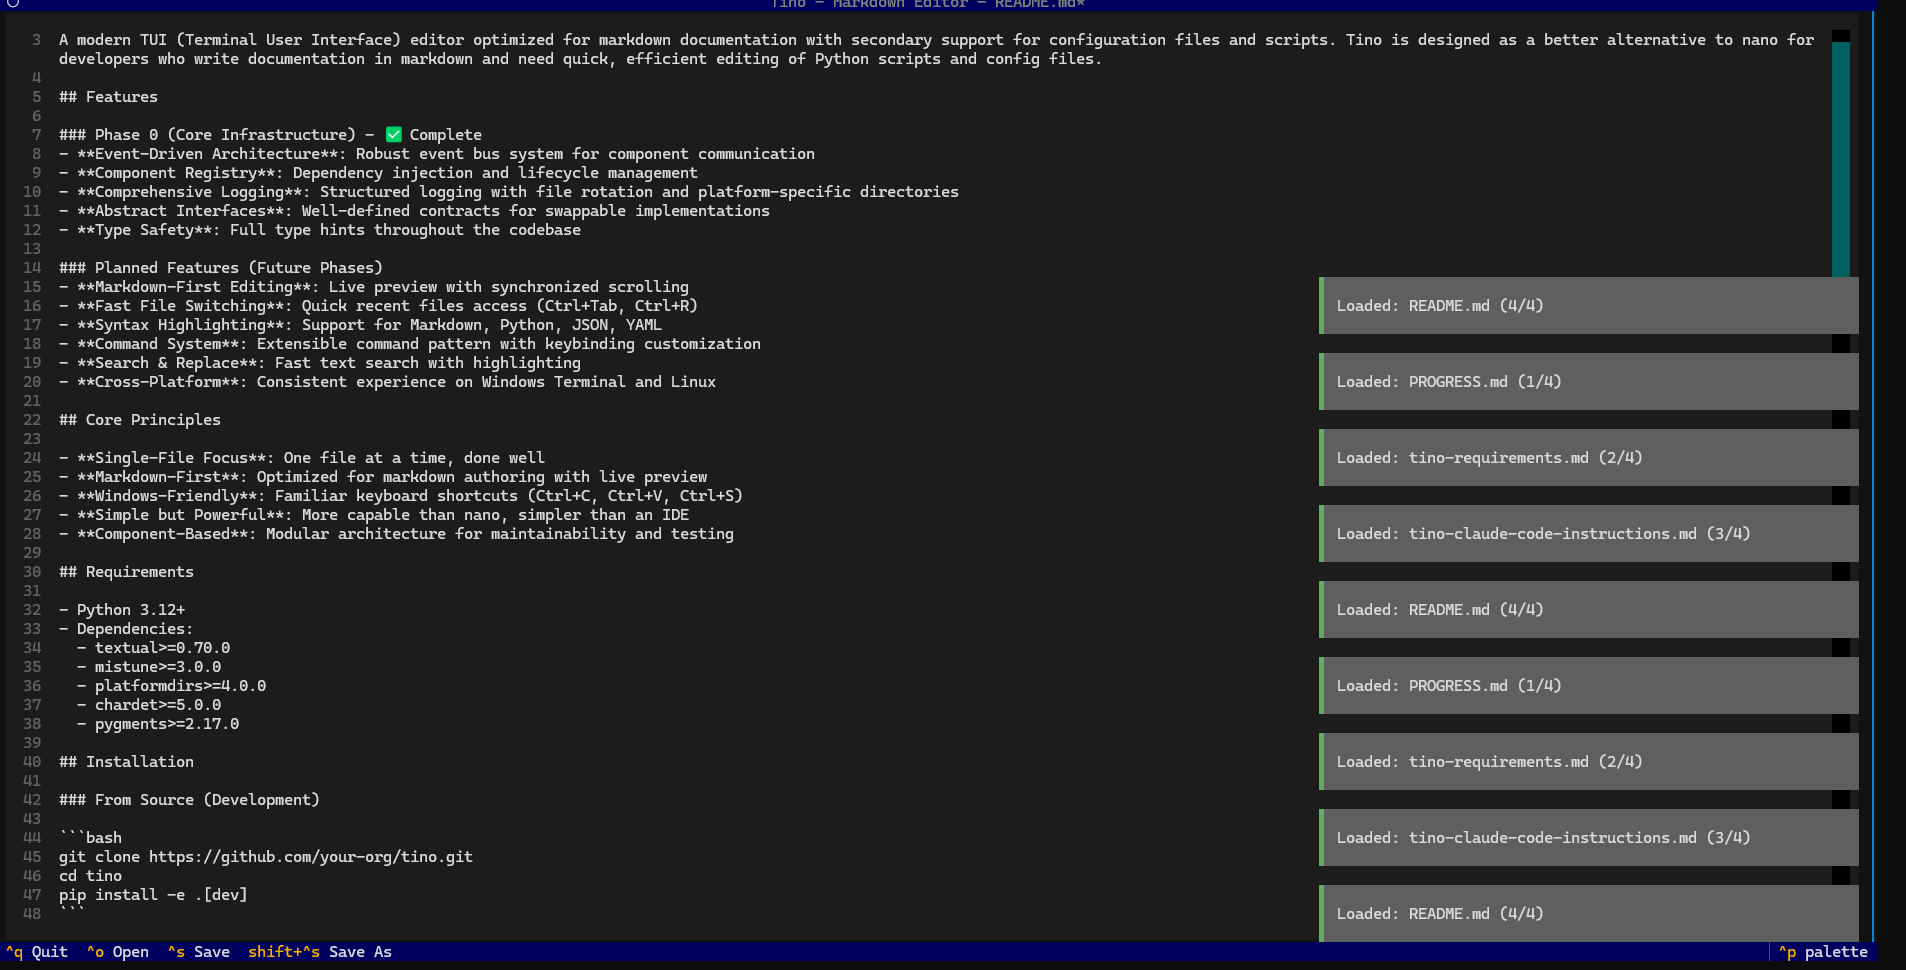 Tino – Markdown Editor – README.md*
3 A modern TUI (Terminal User Interface) editor optimized for markdown documentation with secondary support for configuration files and scripts. Tino is designed as a better alternative to nano for
developers who write documentation in markdown and need quick, efficient editing of Python scripts and config files.
4
5 ## Features
6
7 ### Phase 0 (Core Infrastructure) - ✅ Complete
8 - **Event-Driven Architecture**: Robust event bus system for component communication
9 - **Component Registry**: Dependency injection and lifecycle management
10 - **Comprehensive Logging**: Structured logging with file rotation and platform-specific directories
11 - **Abstract Interfaces**: Well-defined contracts for swappable implementations
12 - **Type Safety**: Full type hints throughout the codebase
13
14 ### Planned Features (Future Phases)
15 - **Markdown-First Editing**: Live preview with synchronized scrolling
16 - **Fast File Switching**: Quick recent files access (Ctrl+Tab, Ctrl+R)
17 - **Syntax Highlighting**: Support for Markdown, Python, JSON, YAML
18 - **Command System**: Extensible command pattern with keybinding customization
19 - **Search & Replace**: Fast text search with highlighting
20 - **Cross-Platform**: Consistent experience on Windows Terminal and Linux
21
22 ## Core Principles
23
24 - **Single-File Focus**: One file at a time, done well
25 - **Markdown-First**: Optimized for markdown authoring with live preview
26 - **Windows-Friendly**: Familiar keyboard shortcuts (Ctrl+C, Ctrl+V, Ctrl+S)
27 - **Simple but Powerful**: More capable than nano, simpler than an IDE
28 - **Component-Based**: Modular architecture for maintainability and testing
29
30 ## Requirements
31
32 - Python 3.12+
33 - Dependencies:
34   - textual>=0.70.0
35   - mistune>=3.0.0
36   - platformdirs>=4.0.0
37   - chardet>=5.0.0
38   - pygments>=2.17.0
39
40 ## Installation
41
42 ### From Source (Development)
43
44 ```bash
45 git clone https://github.com/your-org/tino.git
46 cd tino
47 pip install -e .[dev]
48 ```
Loaded: README.md (4/4)
Loaded: PROGRESS.md (1/4)
Loaded: tino-requirements.md (2/4)
Loaded: tino-claude-code-instructions.md (3/4)
Loaded: README.md (4/4)
Loaded: PROGRESS.md (1/4)
Loaded: tino-requirements.md (2/4)
Loaded: tino-claude-code-instructions.md (3/4)
Loaded: README.md (4/4)
^q Quit ^o Open ^s Save shift+^s Save As ^p palette